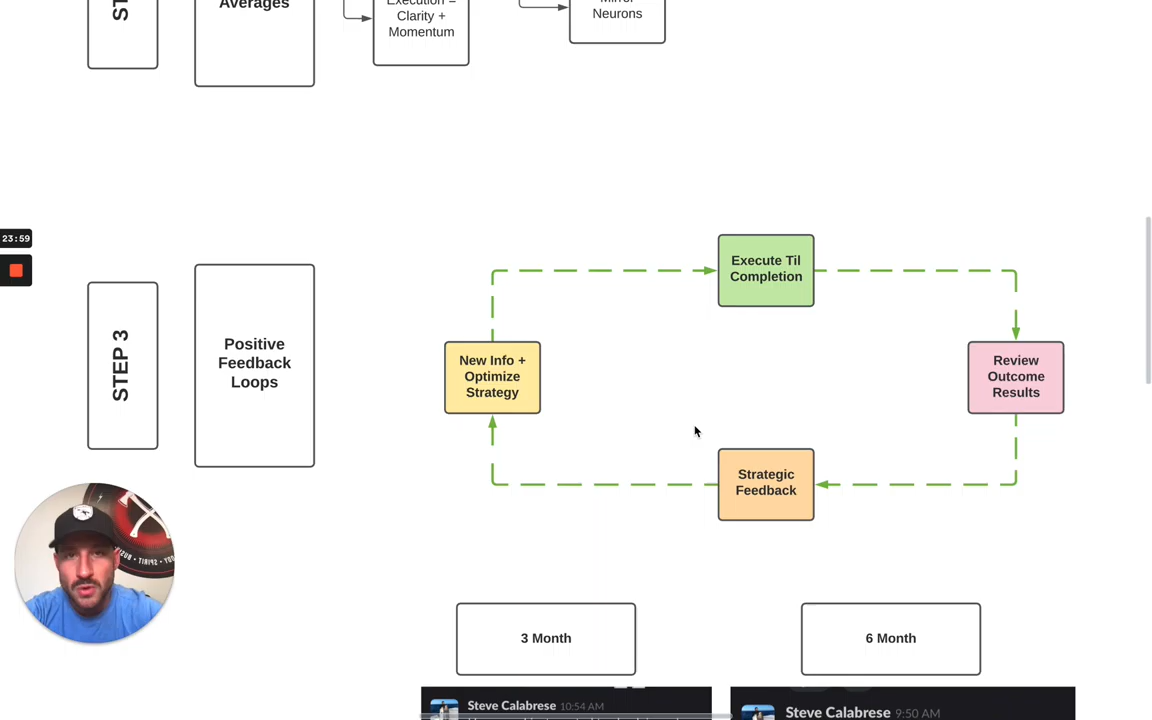 ST
Averages
Execution =
Clarity +
Momentum
Mirror
Neurons
23:59
STEP 3
Positive
Feedback
Loops
Execute Til
Completion
New Info +
Optimize
Strategy
Review
Outcome
Results
Strategic
Feedback
3 Month
6 Month
Steve Calabrese 10:54 AM
Steve Calabrese 9:50 AM